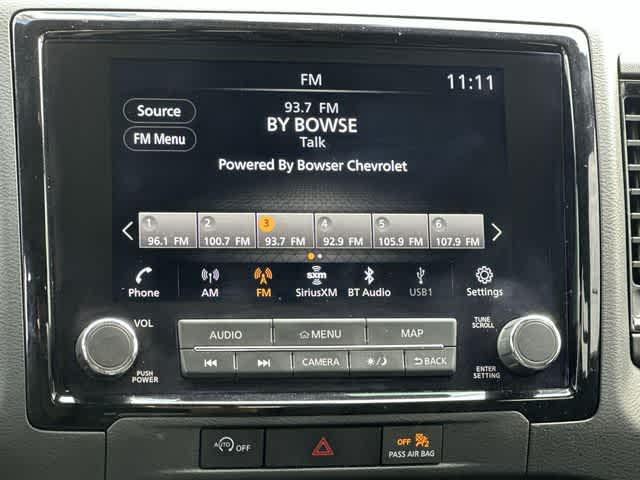 FM 11:11
Source 93.7 FM
BY BOWSE
FM Menu Talk
Powered By Bowser Chevrolet
1 2 3 4 5 6
96.1 FM 100.7 FM 93.7 FM 92.9 FM 105.9 FM 107.9 FM
sxm
Phone AM FM SiriusXM BT Audio USB1 Settings
VOL AUDIO MENU MAP TUNE SCROLL
PUSH POWER CAMERA BACK ENTER SETTING
AUTO OFF OFF 2
PASS AIR BAG